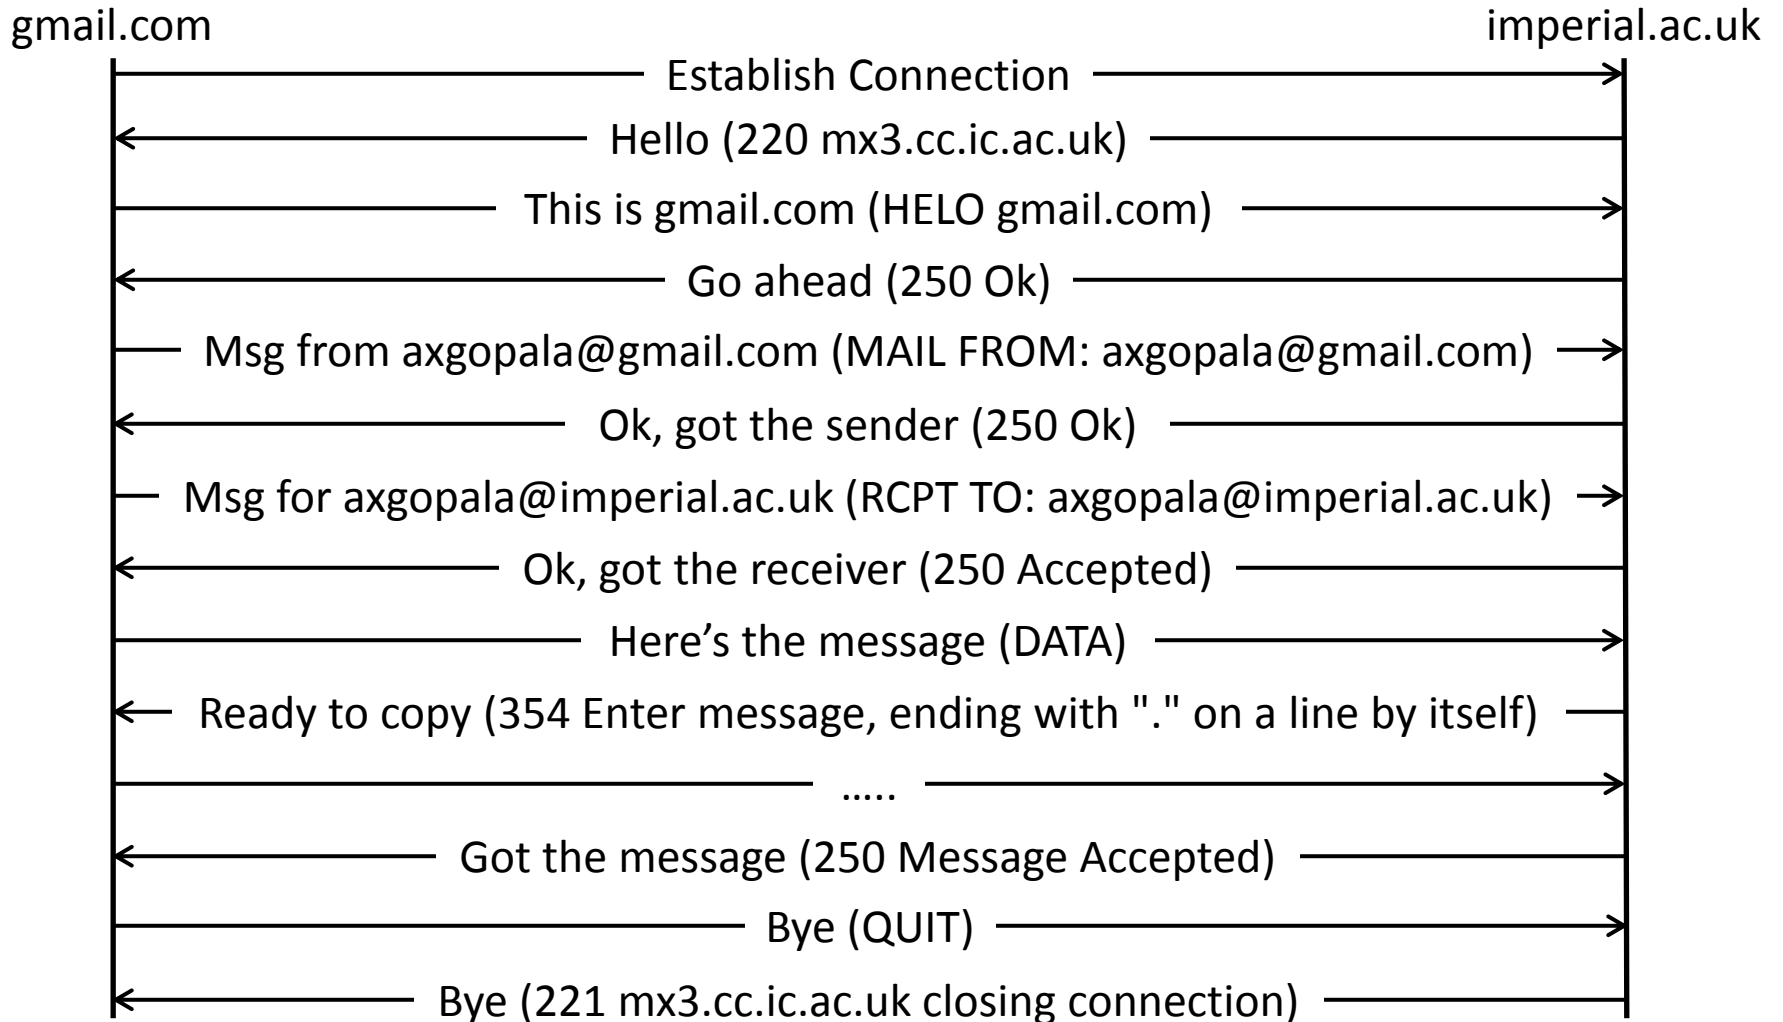 gmail.com
imperial.ac.uk
Establish Connection
Hello (220 mx3.cc.ic.ac.uk)
This is gmail.com (HELO gmail.com)
Go ahead (250 Ok)
Msg from axgopala@gmail.com (MAIL FROM: axgopala@gmail.com)
Ok, got the sender (250 Ok)
Msg for axgopala@imperial.ac.uk (RCPT TO: axgopala@imperial.ac.uk)
Ok, got the receiver (250 Accepted)
Here’s the message (DATA)
Ready to copy (354 Enter message, ending with "." on a line by itself)
…..
Got the message (250 Message Accepted)
Bye (QUIT)
Bye (221 mx3.cc.ic.ac.uk closing connection)